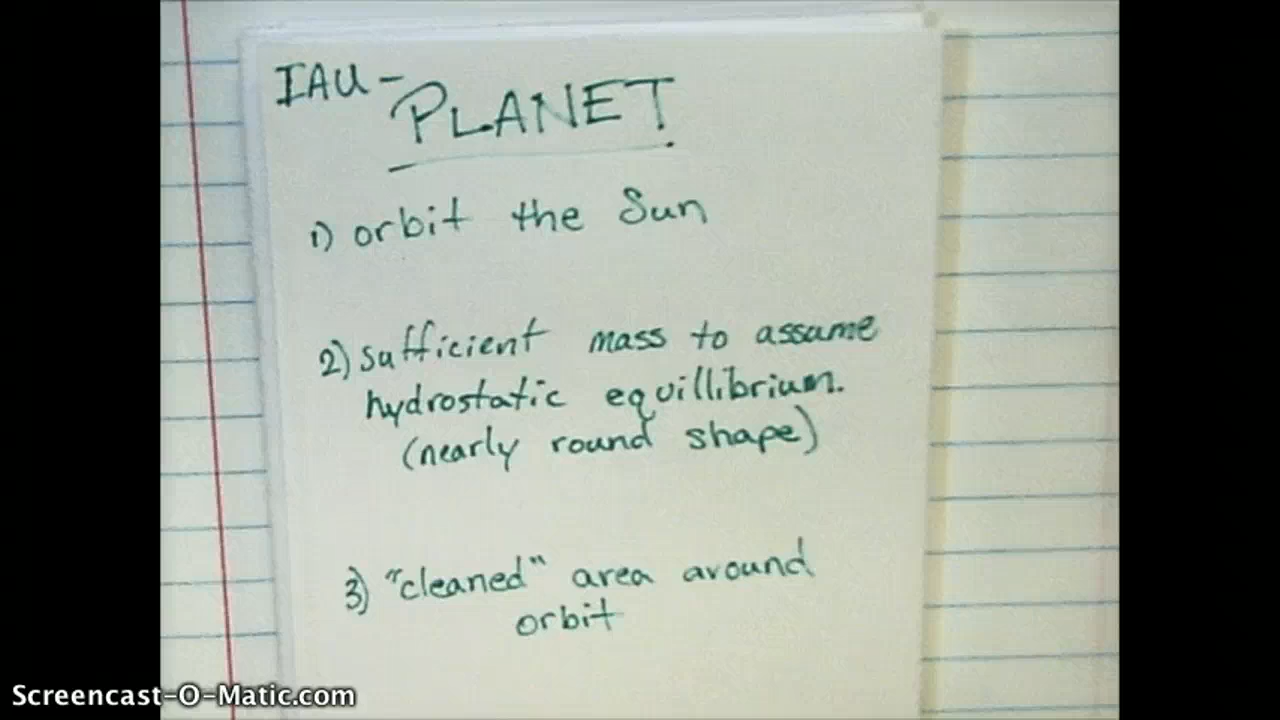 IAU - PLANET
1) orbit the Sun
2) sufficient mass to assume
hydrostatic equillibrium.
(nearly round shape)
3) "cleaned" area around
orbit
Screencast-O-Matic.com